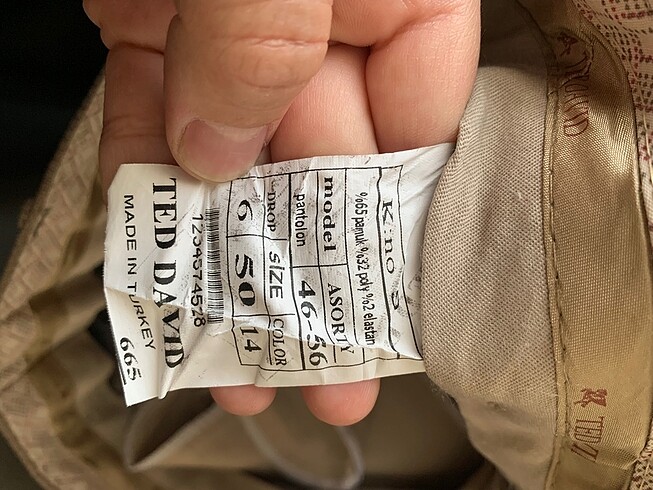 K:no
%65 pamuk %32 poly %2 elastan
model ASORTY
pantolon 46-56
DROP SIZE COLOR
6 50 14
TED DAVID
MADE IN TURKEY 665